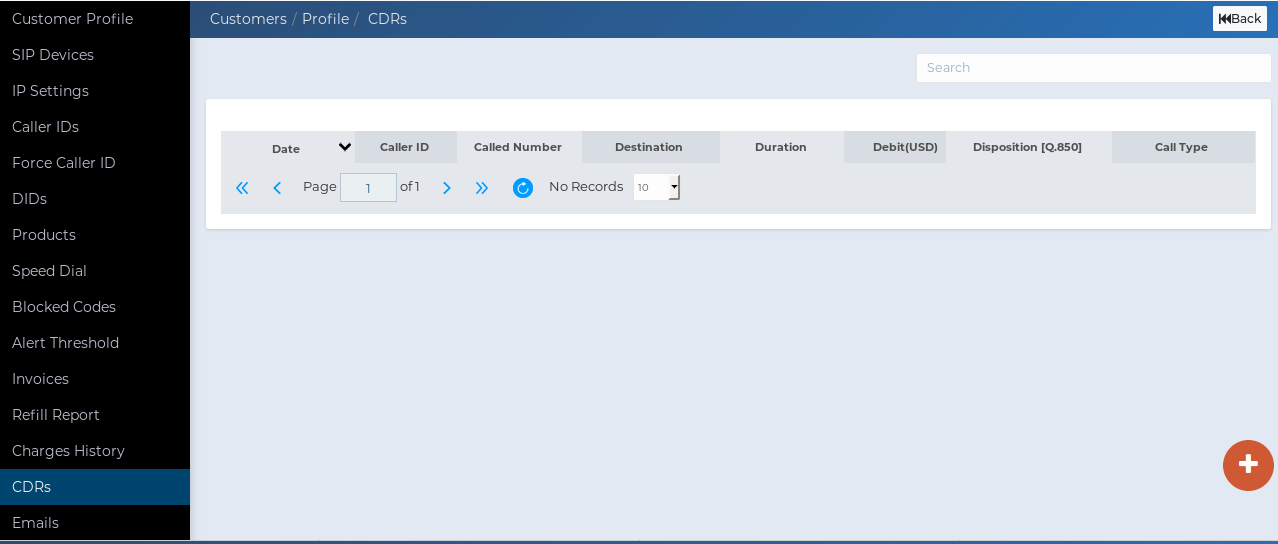 Customer Profile
SIP Devices
IP Settings
Caller IDs
Force Caller ID
DIDs
Products
Speed Dial
Blocked Codes
Alert Threshold
Invoices
Refill Report
Charges History
CDRs
Emails
Customers / Profile / CDRs
Back
Search
Date Caller ID Called Number Destination Duration Debit(USD) Disposition [Q.850] Call Type
Page 1 of 1 No Records 10